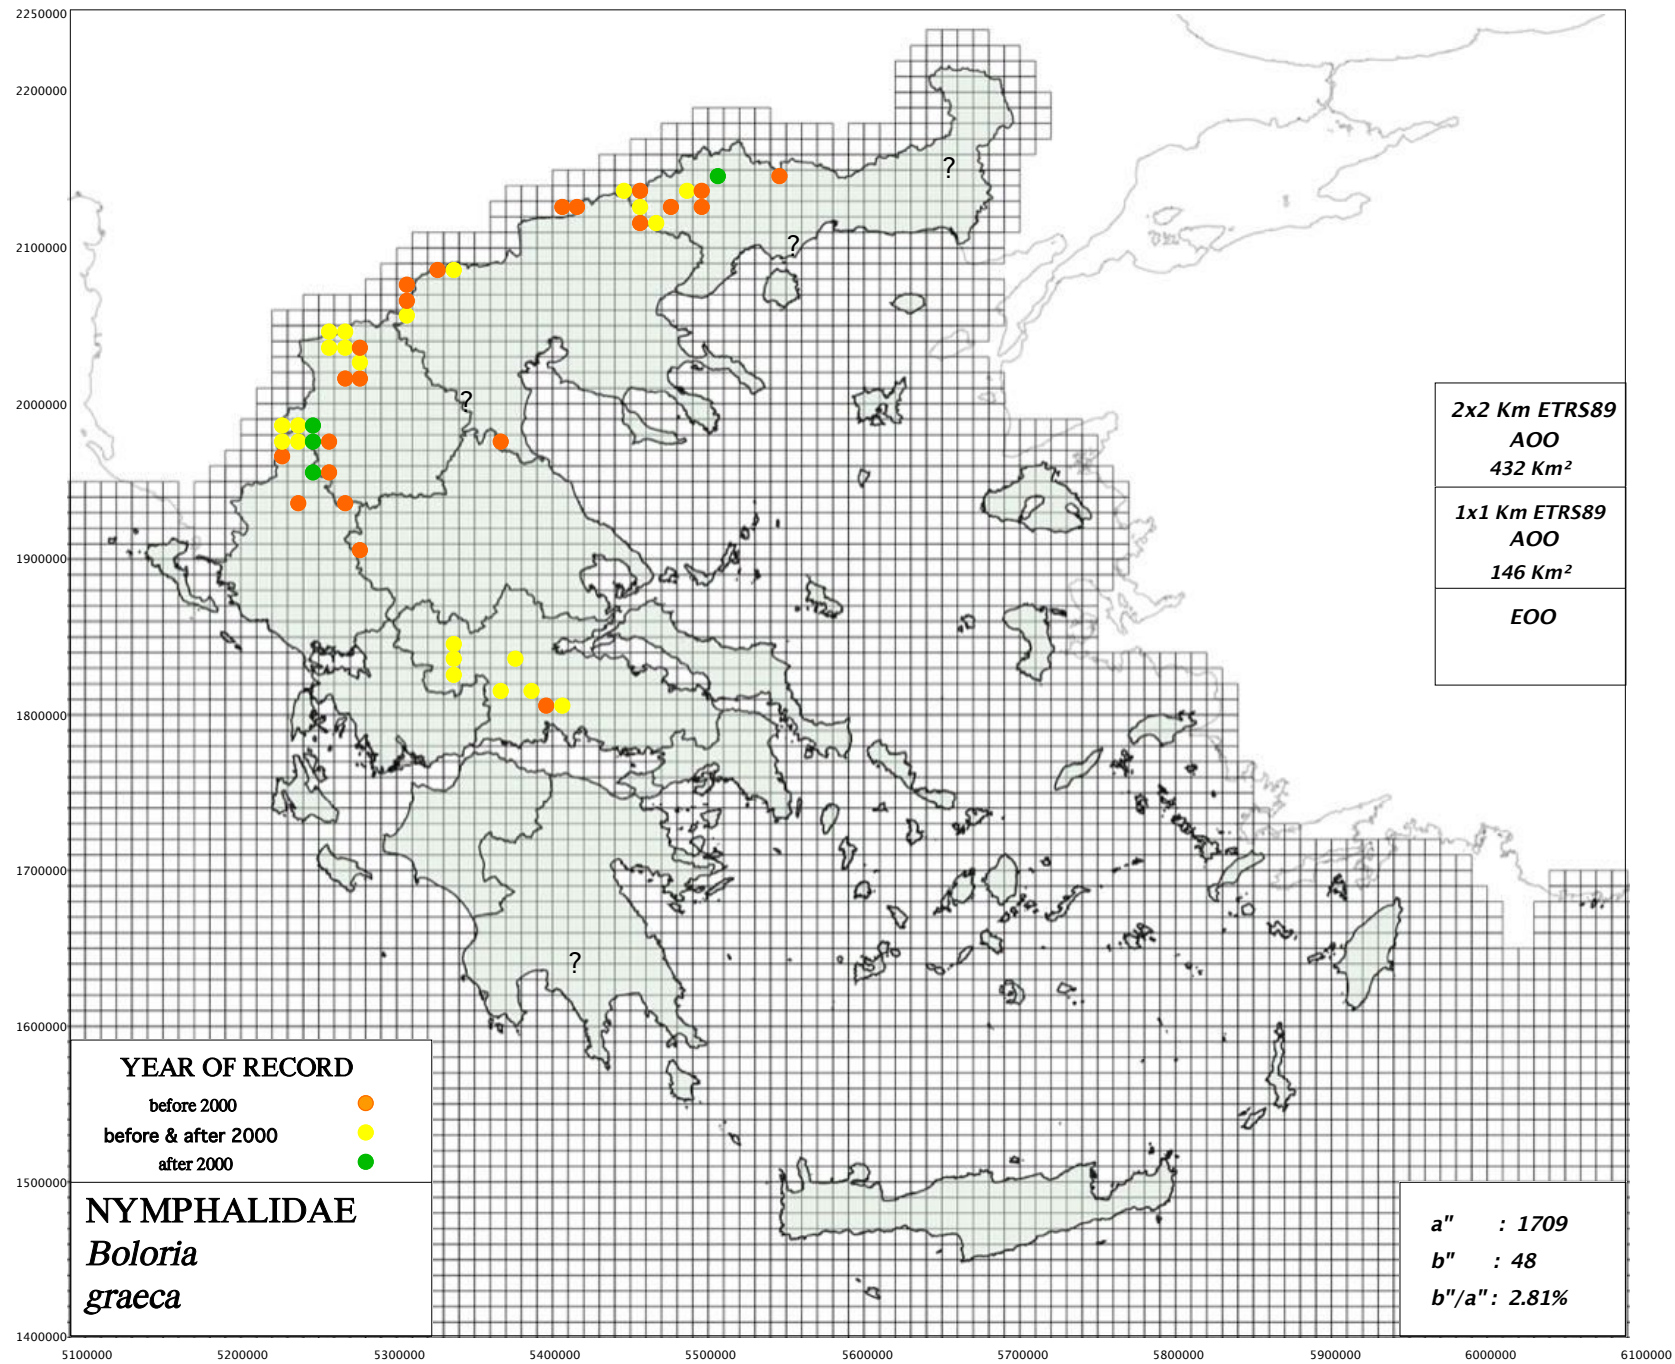 2250000
2200000
2100000
2000000
1900000
1800000
1700000
1600000
1500000
1400000
?
?
?
?
2x2 Km ETRS89
AOO
432 Km²
1x1 Km ETRS89
AOO
146 Km²
EOO
YEAR OF RECORD
before 2000
before & after 2000
after 2000
NYMPHALIDAE
Boloria
graeca
a" : 1709
b" : 48
b"/a" : 2.81%
5100000 5200000 5300000 5400000 5500000 5600000 5700000 5800000 5900000 6000000 6100000